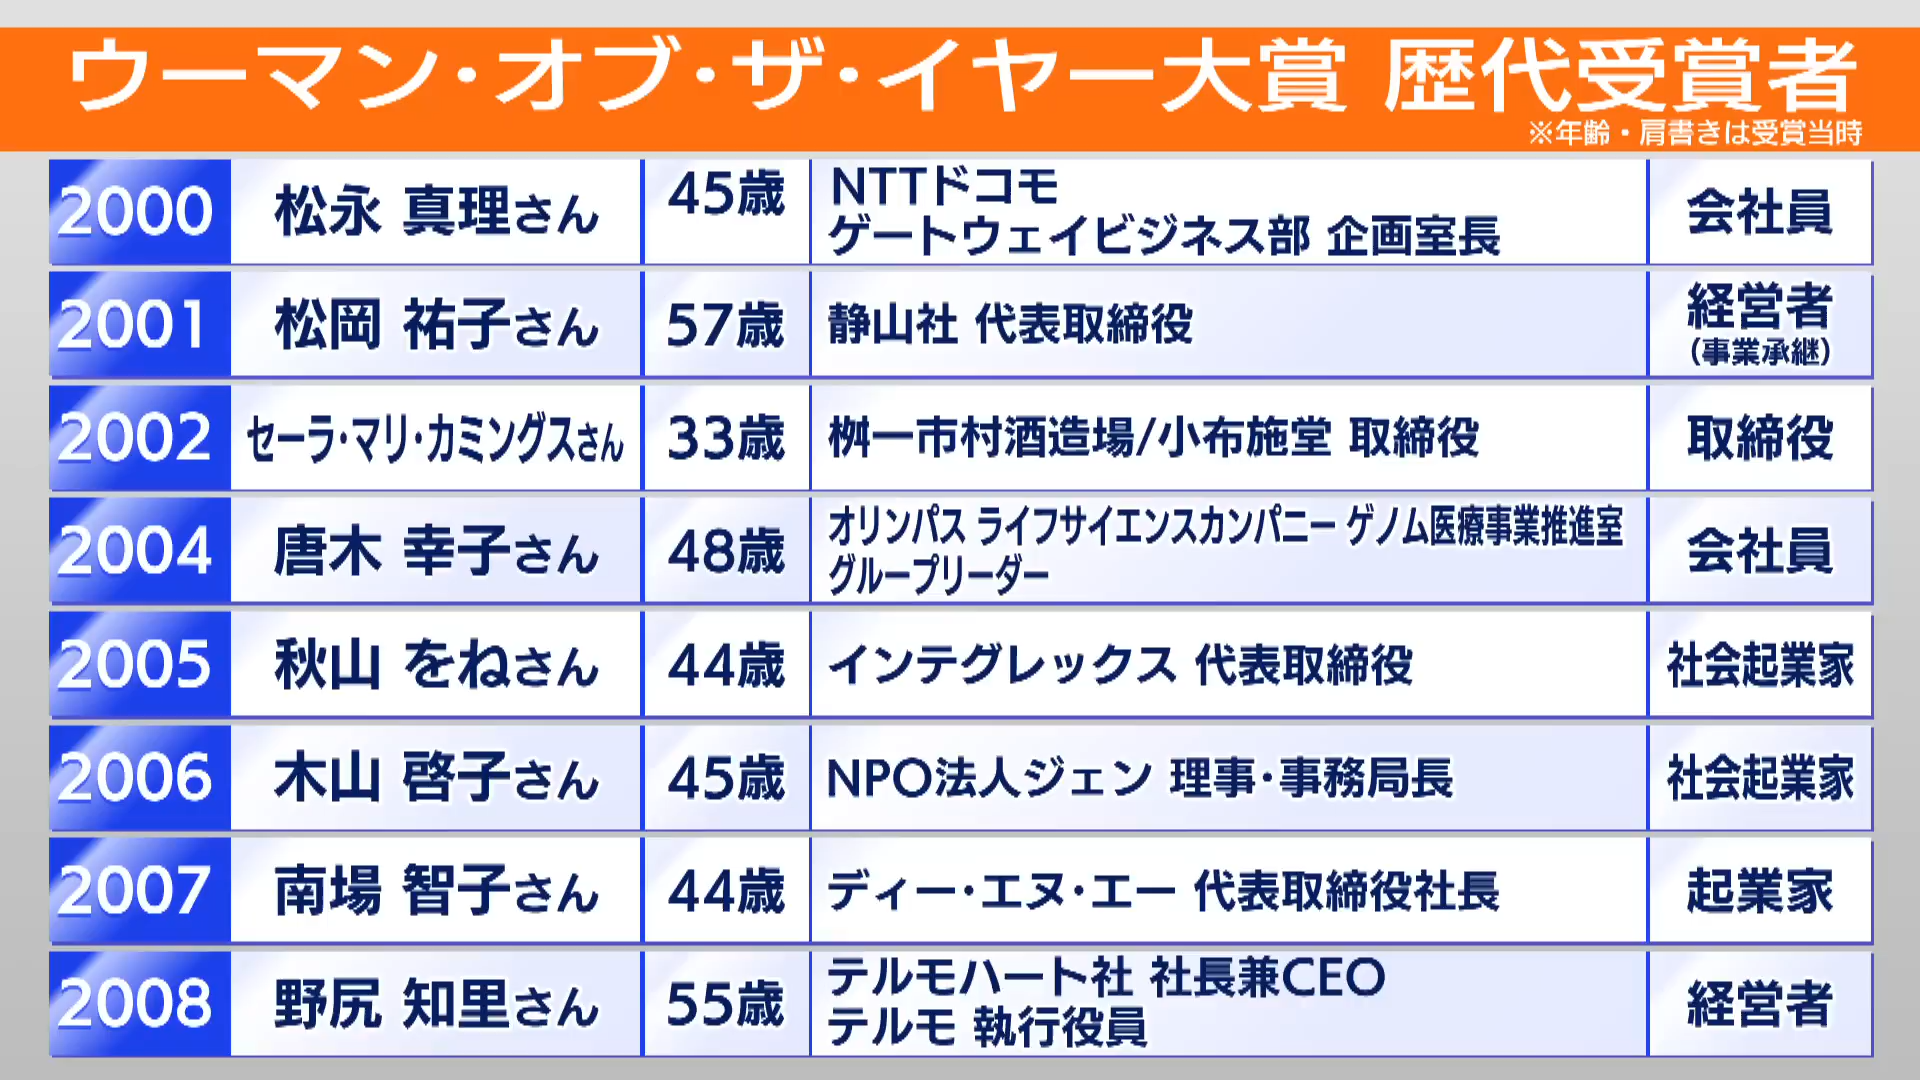 ウーマン・オブ・ザ・イヤー大賞 歴代受賞者
※年齢・肩書きは受賞当時
2000 松永 真理さん 45歳 NTTドコモ
ゲートウェイビジネス部 企画室長 会社員
2001 松岡 祐子さん 57歳 静山社 代表取締役 経営者
(事業承継)
2002 セーラ・マリ・カミングスさん 33歳 桝一市村酒造場/小布施堂 取締役 取締役
2004 唐木 幸子さん 48歳 オリンパス ライフサイエンスカンパニー ゲノム医療事業推進室
グループリーダー 会社員
2005 秋山 をねさん 44歳 インテグレックス 代表取締役 社会起業家
2006 木山 啓子さん 45歳 NPO法人ジェン 理事・事務局長 社会起業家
2007 南場 智子さん 44歳 ディー・エヌ・エー 代表取締役社長 起業家
2008 野尻 知里さん 55歳 テルモハート社 社長兼CEO
テルモ 執行役員 経営者